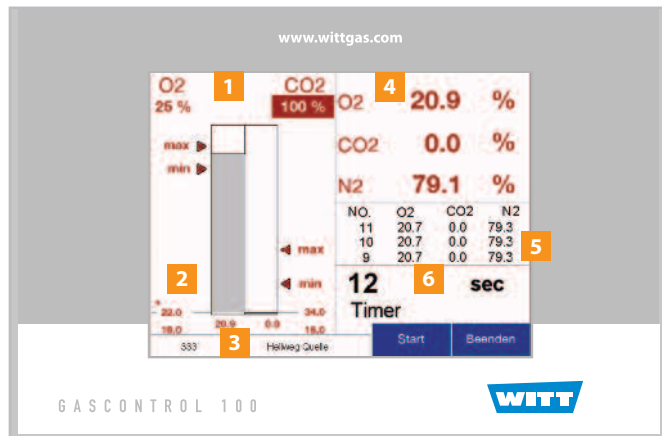 www.wittgas.com
O2 1 CO2
25 % 100 %
max
min
max
min
2
22.0 20.9 0.0 34.0
18.0 3 15.0
333 Hellweg Quelle
4
O2 20.9 %
CO2 0.0 %
N2 79.1 %
NO. O2 CO2 N2
11 20.7 0.0 79.3
10 20.7 0.0 79.3
9 20.7 0.0 79.3
5
12 6 sec
Timer
Start Beenden
GASCONTROL 100
WITT